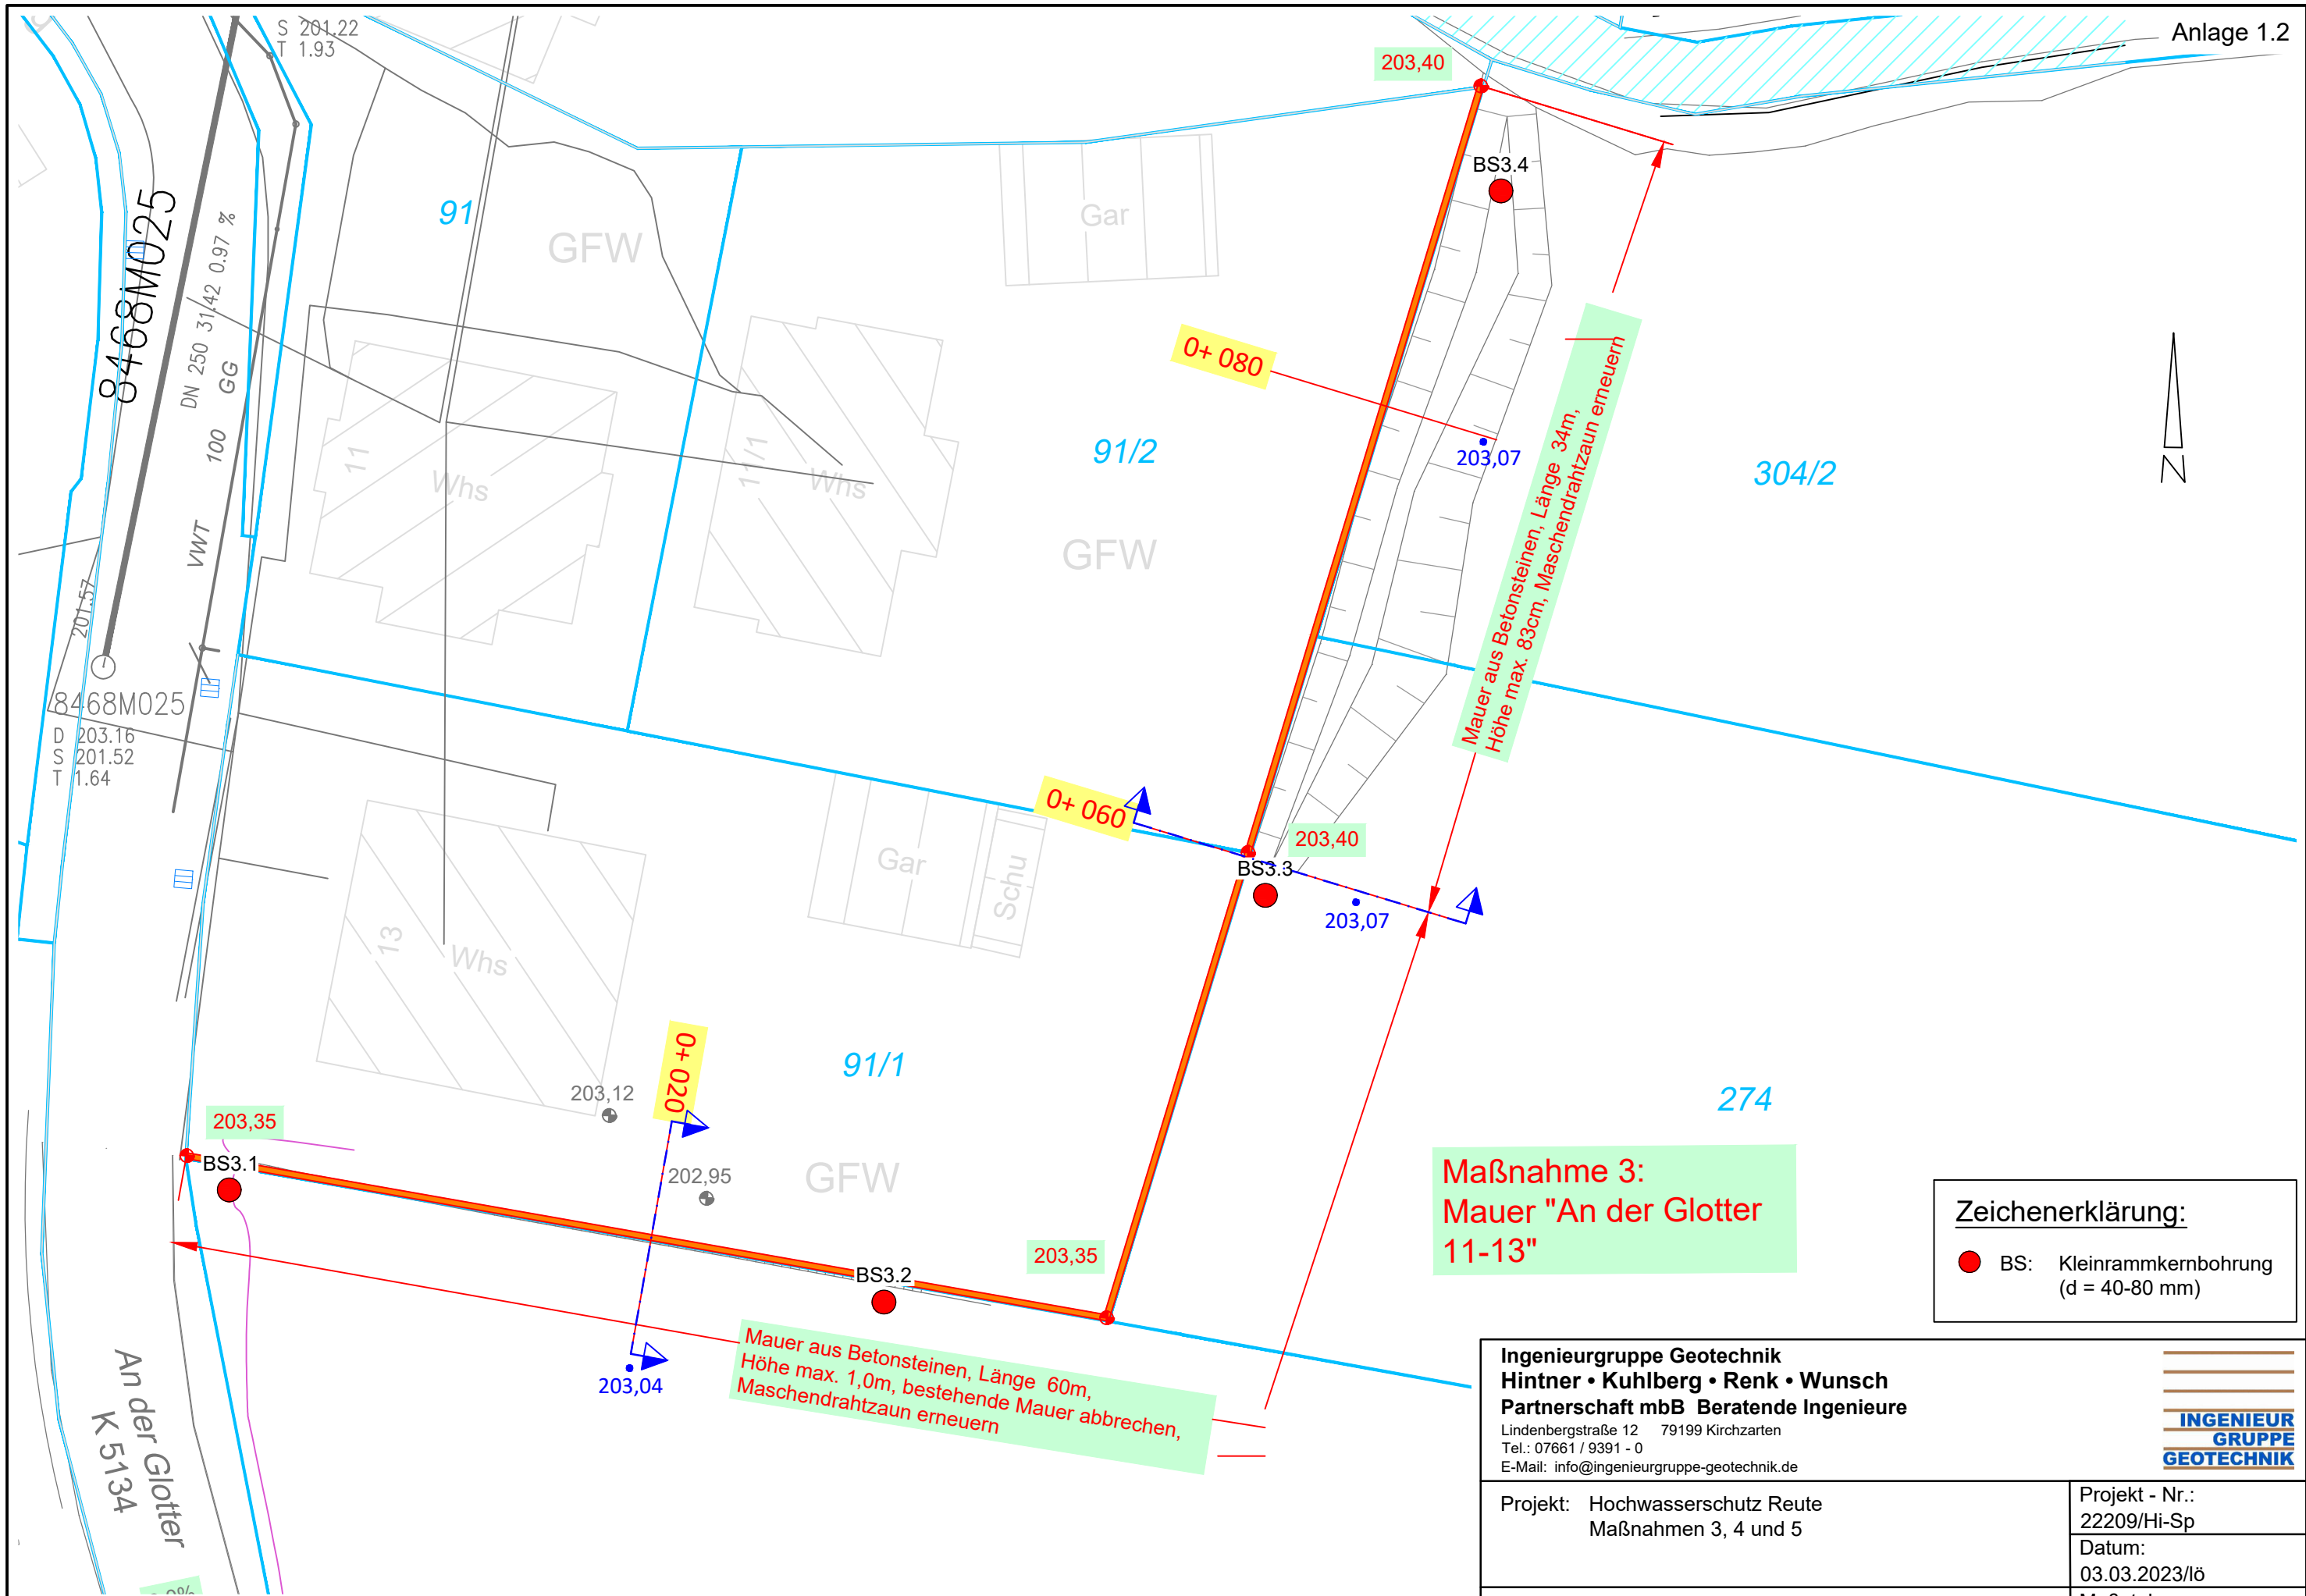 Anlage 1.2
S 201.22
T 1.93
203,40
BS3.4
91
GFW
Gar
8468M025
DN 250 31.42 0.97 %
100 GG
VWT
0+ 080
203,07
91/2
304/2
N
11
Whs
11/1
Whs
GFW
Mauer aus Betonsteinen, Länge 34m,
Höhe max. 83cm, Maschendrahtzaun erneuern
201.57
8468M025
D 203.16
S 201.52
T 1.64
0+ 060
203,40
BS3.3
203,07
Gar
Schu
13
Whs
0+ 020
91/1
203,12
274
203,35
BS3.1
202,95
GFW
203,35
BS3.2
Maßnahme 3:
Mauer "An der Glotter
11-13"
Zeichenerklärung:
BS: Kleinrammkernbohrung
(d = 40-80 mm)
203,04
Mauer aus Betonsteinen, Länge 60m,
Höhe max. 1,0m, bestehende Mauer abbrechen,
Maschendrahtzaun erneuern
An der Glotter
K 5134
Ingenieurgruppe Geotechnik
Hintner • Kuhlberg • Renk • Wunsch
Partnerschaft mbB Beratende Ingenieure
Lindenbergstraße 12 79199 Kirchzarten
Tel.: 07661 / 9391 - 0
E-Mail: info@ingenieurgruppe-geotechnik.de
INGENIEUR
GRUPPE
GEOTECHNIK
Projekt: Hochwasserschutz Reute
Maßnahmen 3, 4 und 5
Projekt - Nr.:
22209/Hi-Sp
Datum:
03.03.2023/lö